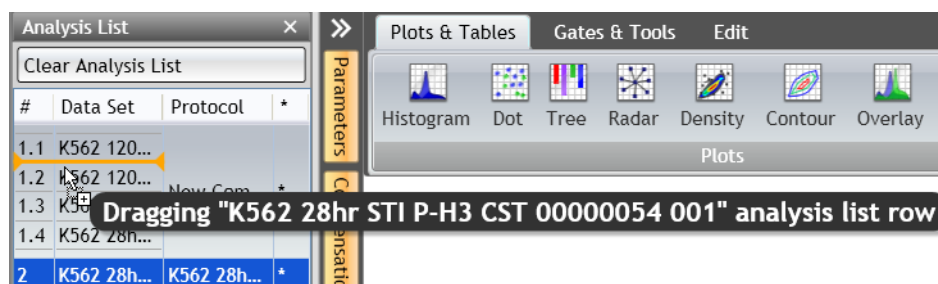 Analysis List ×
Clear Analysis List
# Data Set Protocol *
1.1 K562 120...
1.2 K562 120...
1.3
1.4 K562 28h...
2 K562 28h... K562 28h... *
Parameters
Plots & Tables Gates & Tools Edit
Histogram Dot Tree Radar Density Contour Overlay
Plots
Dragging "K562 28hr STI P-H3 CST 00000054 001" analysis list row